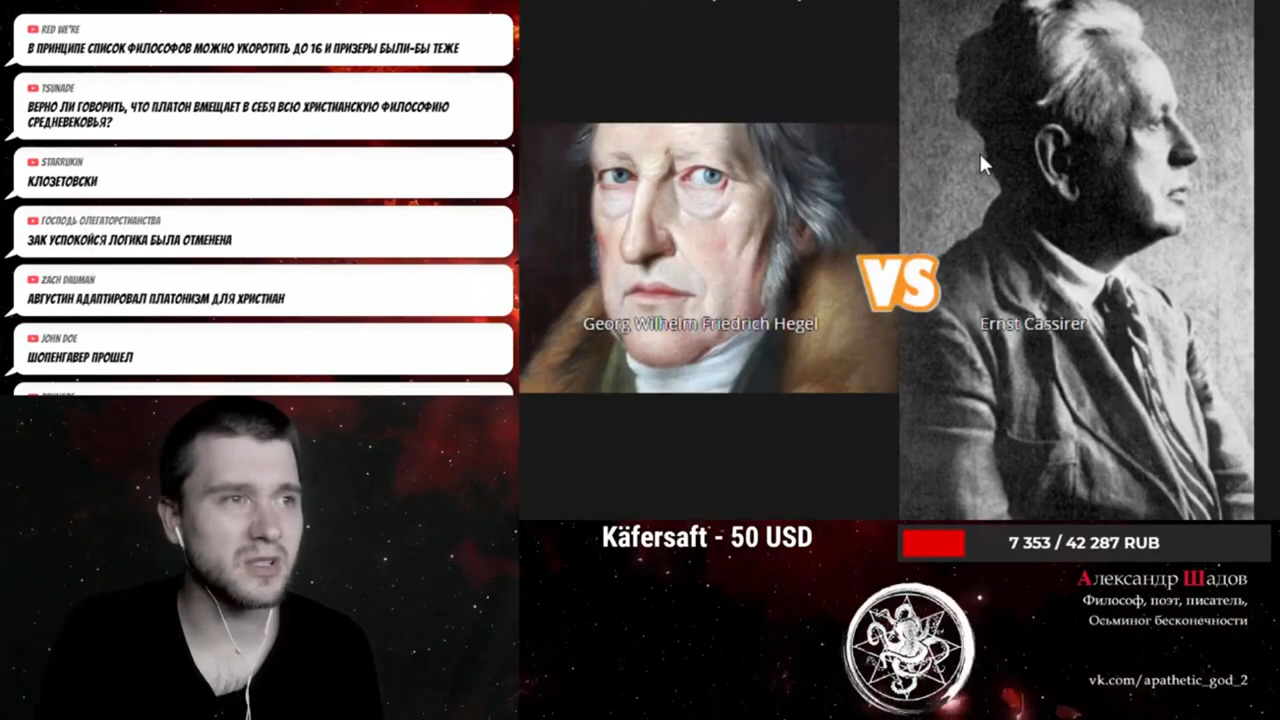 RED WE'RE
В ПРИНЦИПЕ СПИСОК ФИЛОСОФОВ МОЖНО УКОРОТИТЬ ДО 16 И ПРИЗЕРЫ БЫЛИ-БЫ ТЕЖЕ
TSUNADE
ВЕРНО ЛИ ГОВОРИТЬ, ЧТО ПЛАТОН ВМЕЩАЕТ В СЕБЯ ВСЮ ХРИСТИАНСКУЮ ФИЛОСОФИЮ
СРЕДНЕВЕКОВЬЯ?
STARRUKIN
КЛОЗЕТОВСКИ
ГОСПОДЬ ОЛЕГАТОРСТИАНСТВА
ЗАК УСПОКОЙСЯ ЛОГИКА БЫЛА ОТМЕНЕНА
ZACH DAUMAN
АВГУСТИН АДАПТИРОВАЛ ПЛАТОНИЗМ ДЛЯ ХРИСТИАН
JOHN DOE
ШОПЕНГАВЕР ПРОШЕЛ
Georg Wilhelm Friedrich Hegel
VS
Ernst Cassirer
Käfersaft - 50 USD
7 353 / 42 287 RUB
Александр Шадов
Философ, поэт, писатель,
Осьминог бесконечности
vk.com/apathetic_god_2